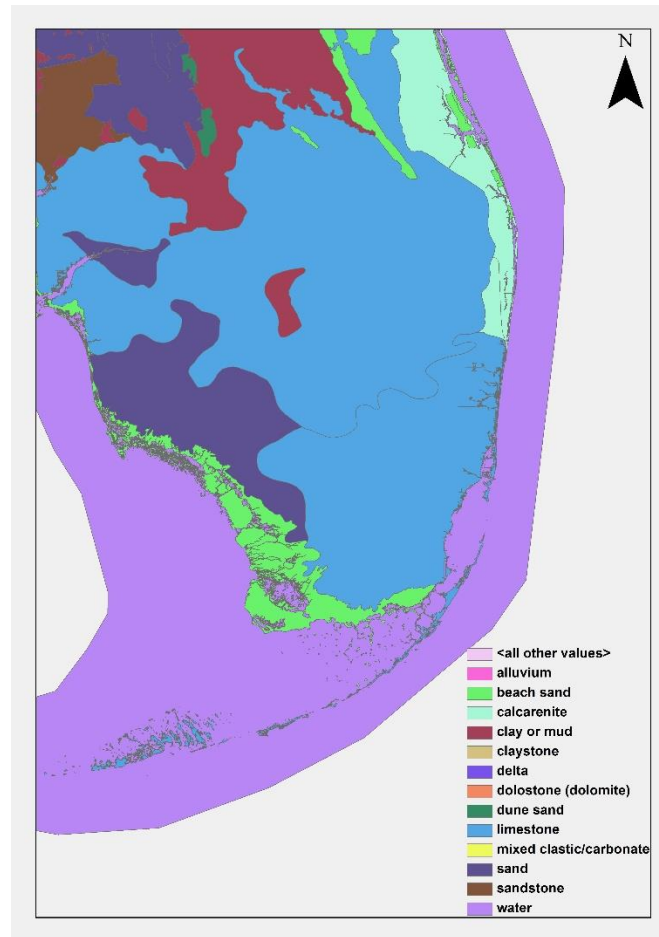 N
<all other values>
alluvium
beach sand
calcarenite
clay or mud
claystone
delta
dolostone (dolomite)
dune sand
limestone
mixed clastic/carbonate
sand
sandstone
water